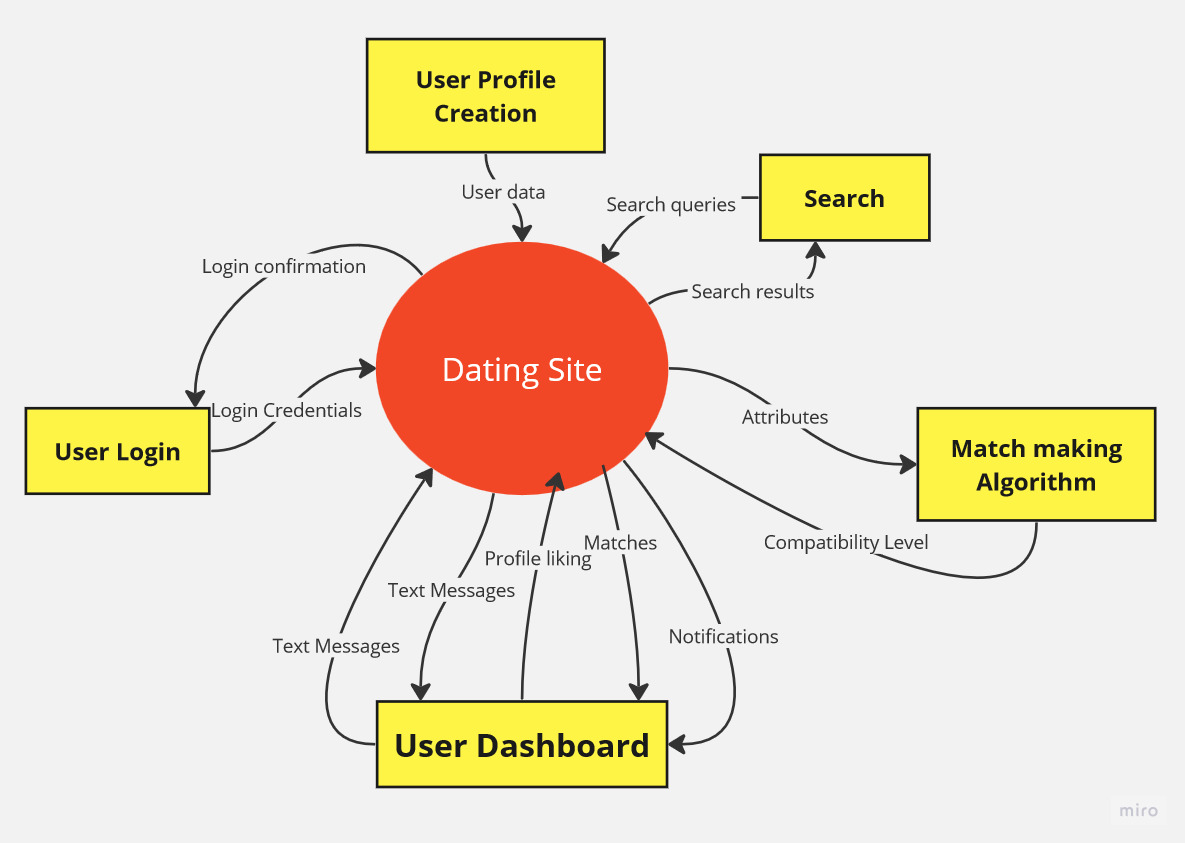 User Profile
Creation
User data
Search queries
Search
Login confirmation
Search results
Dating Site
Login Credentials
Attributes
User Login
Match making
Algorithm
Compatibility Level
Matches
Profile liking
Text Messages
Notifications
Text Messages
User Dashboard
miro